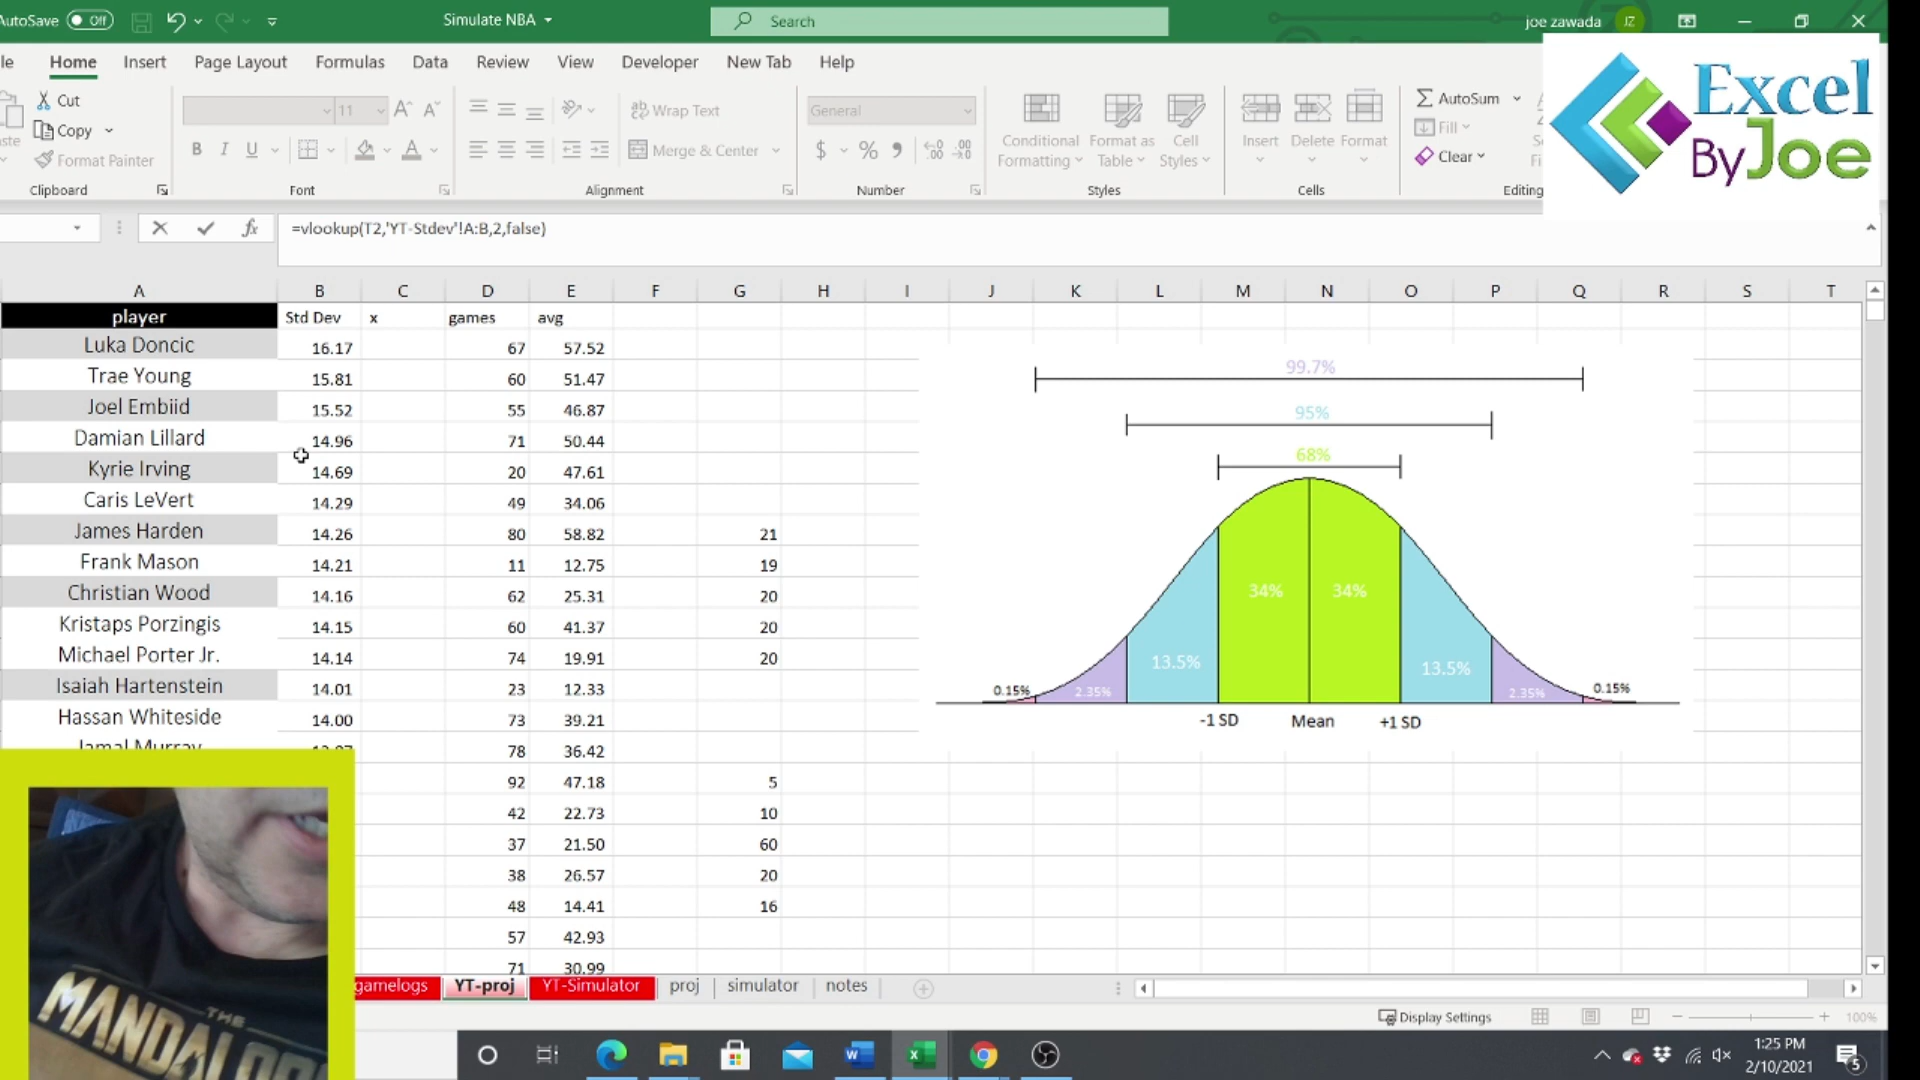 AutoSave Off Simulate NBA Search joe zawada JZ
Home Insert Page Layout Formulas Data Review View Developer New Tab Help
Excel
ByJoe
Cut
Copy
Format Painter
Clipboard
11
B I U A
Font
Wrap Text
Merge & Center
Alignment
General
$ %
Number
Conditional Formatting
Format as Table
Cell Styles
Styles
Insert Delete Format
Cells
AutoSum
Fill
Clear
Editing
fx =vlookup(T2,'YT-Stdev'!A:B,2,false)
A B C D E F G H I J K L M N O P Q R S T
player Std Dev x games avg
Luka Doncic 16.17 67 57.52
Trae Young 15.81 60 51.47
Joel Embiid 15.52 55 46.87
Damian Lillard 14.96 71 50.44
Kyrie Irving 14.69 20 47.61
Caris LeVert 14.29 49 34.06
James Harden 14.26 80 58.82 21
Frank Mason 14.21 11 12.75 19
Christian Wood 14.16 62 25.31 20
Kristaps Porzingis 14.15 60 41.37 20
Michael Porter Jr. 14.14 74 19.91 20
Isaiah Hartenstein 14.01 23 12.33
Hassan Whiteside 14.00 73 39.21
Jamal Murray 78 36.42
92 47.18 5
42 22.73 10
37 21.50 60
38 26.57 20
48 14.41 16
57 42.93
71 30.99
99.7%
95%
68%
34% 34%
13.5% 13.5%
0.15% 2.35% 2.35% 0.15%
-1 SD Mean +1 SD
THE
gamelogs YT-proj YT-Simulator proj simulator notes
Display Settings 100%
1:25 PM
2/10/2021
5